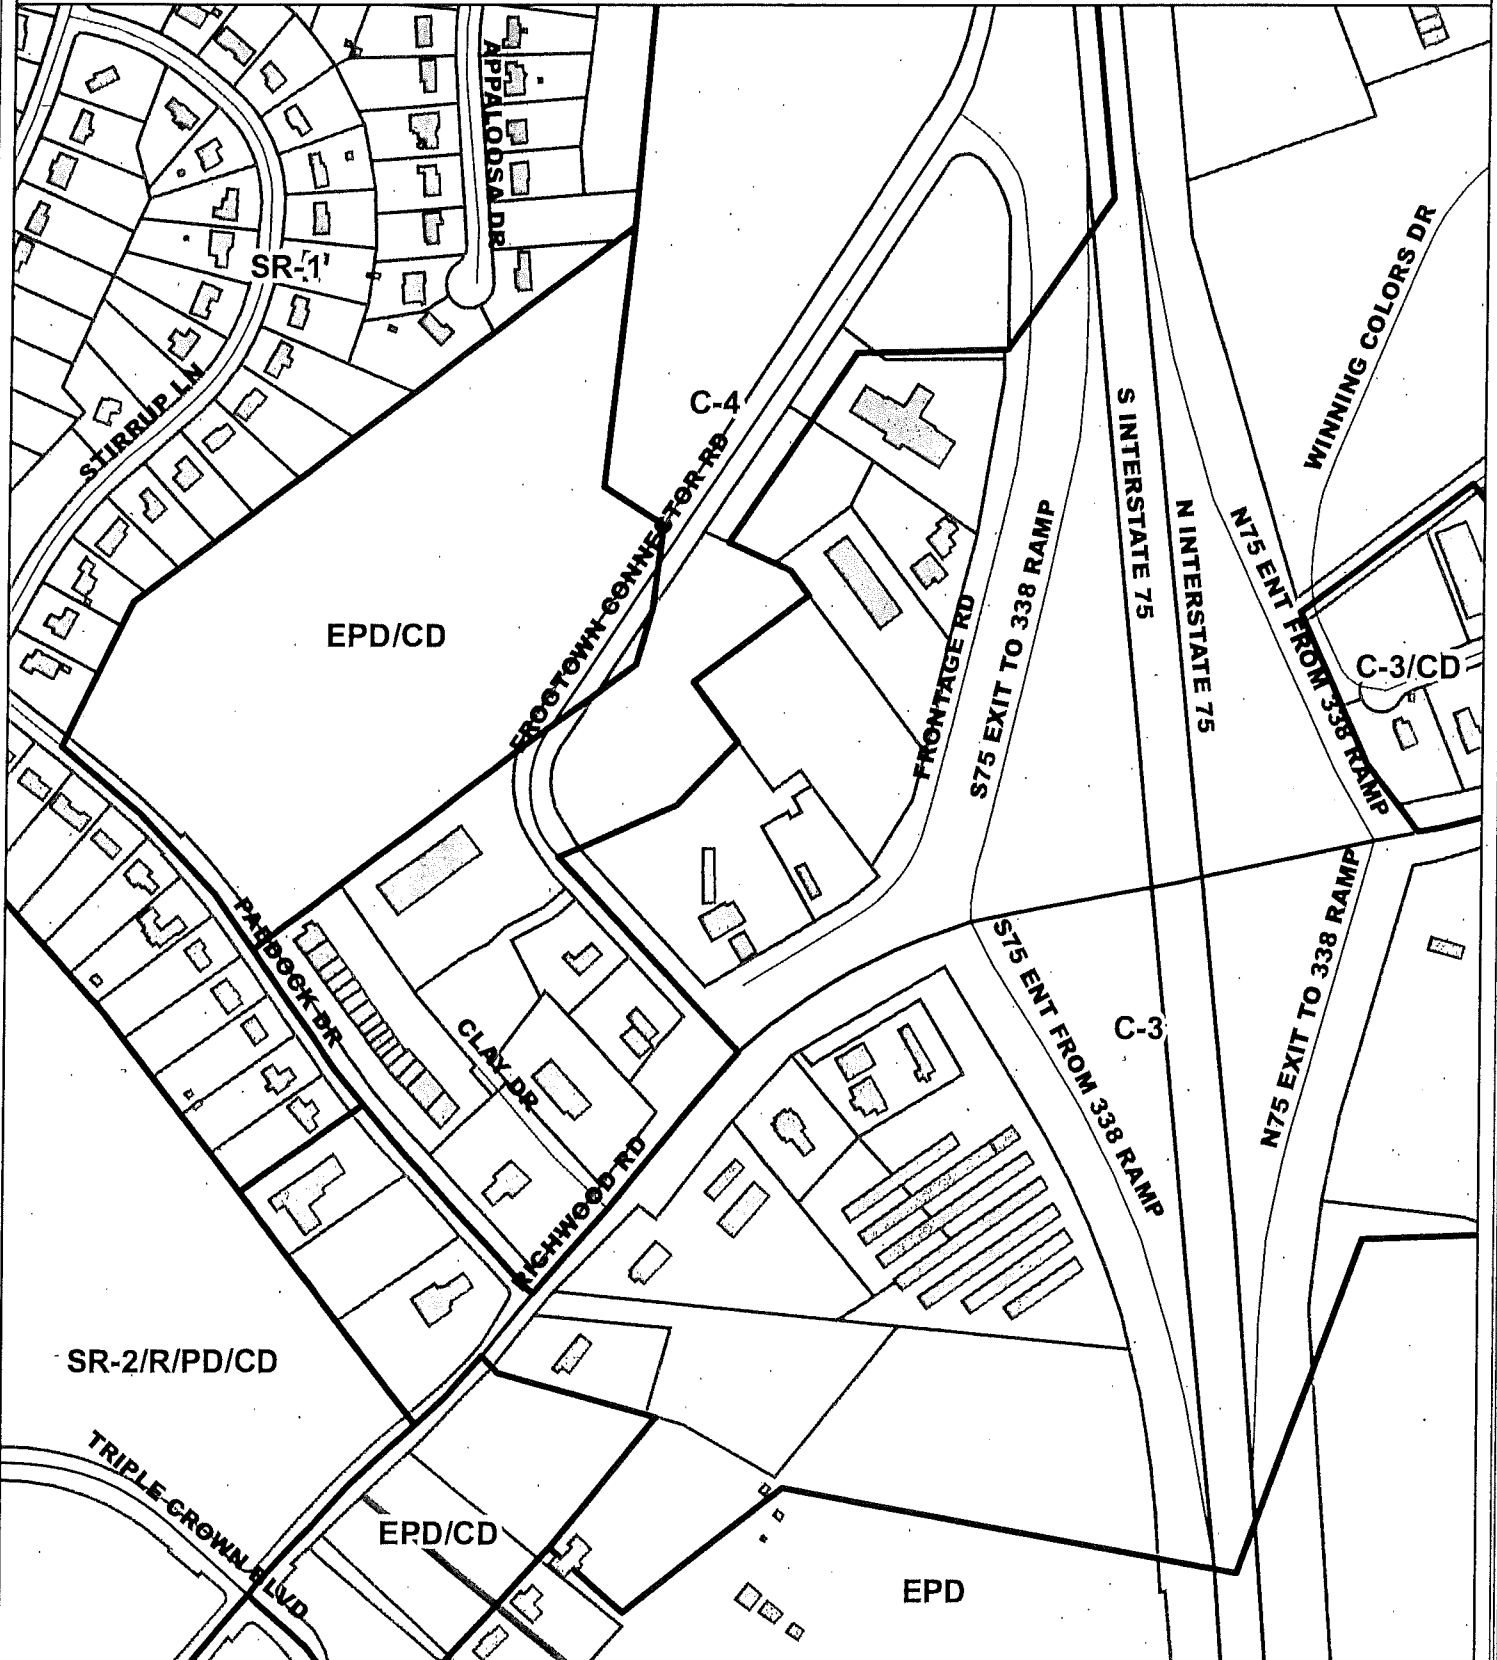 APPALOOSA DR
SR-1
STIRRUP LN
C-4
WINNING COLORS DR
S INTERSTATE 75
N INTERSTATE 75
N75 ENT FROM 338 RAMP
FROGTOWN CONNECTOR RD
S75 EXIT TO 338 RAMP
FRONTAGE RD
EPD/CD
C-3/CD
PADDOCK DR
CLAY DR
S75 ENT FROM 338 RAMP
C-3
N75 EXIT TO 338 RAMP
RICHWOOD RD
SR-2/R/PD/CD
TRIPLE CROWN BLVD
EPD/CD
EPD